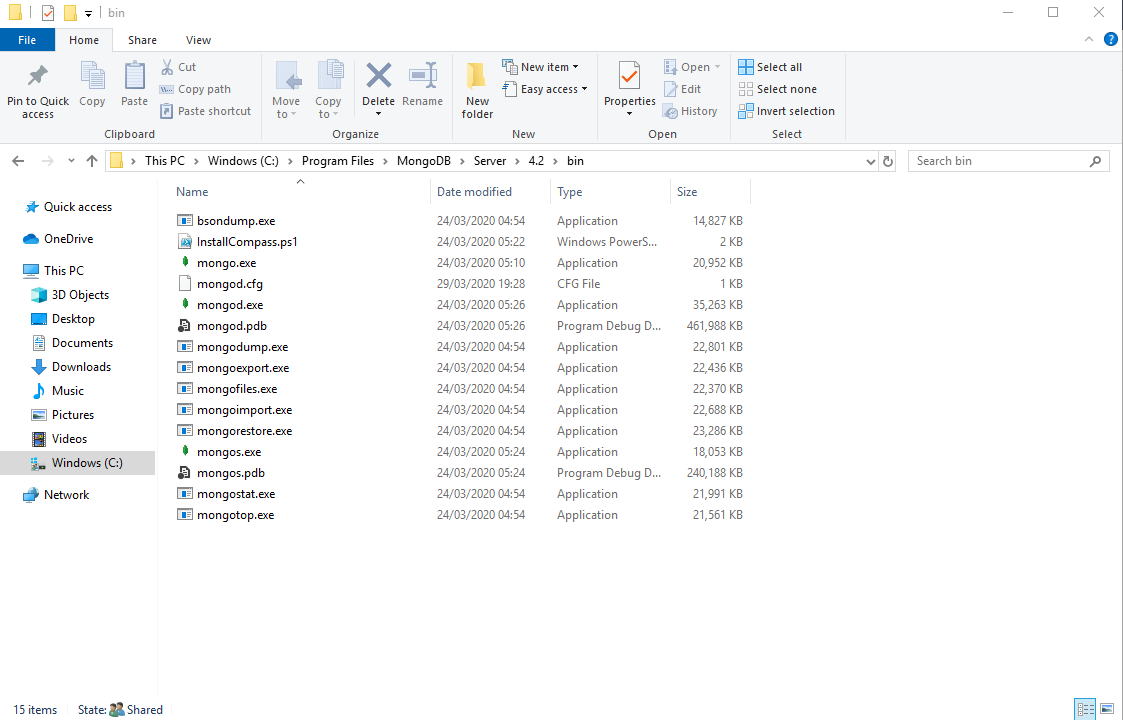 bin
File Home Share View
Pin to Quick access
Copy
Paste
Cut
Copy path
Paste shortcut
Clipboard
Move to
Copy to
Delete
Rename
Organize
New folder
New item
Easy access
New
Properties
Open
Edit
History
Open
Select all
Select none
Invert selection
Select
This PC Windows (C:) Program Files MongoDB Server 4.2 bin
Search bin
Quick access
OneDrive
This PC
3D Objects
Desktop
Documents
Downloads
Music
Pictures
Videos
Windows (C:)
Network
Name Date modified Type Size
bsondump.exe 24/03/2020 04:54 Application 14,827 KB
InstallCompass.ps1 24/03/2020 05:22 Windows PowerS... 2 KB
mongo.exe 24/03/2020 05:10 Application 20,952 KB
mongod.cfg 29/03/2020 19:28 CFG File 1 KB
mongod.exe 24/03/2020 05:26 Application 35,263 KB
mongod.pdb 24/03/2020 05:26 Program Debug D... 461,988 KB
mongodump.exe 24/03/2020 04:54 Application 22,801 KB
mongoexport.exe 24/03/2020 04:54 Application 22,436 KB
mongofiles.exe 24/03/2020 04:54 Application 22,370 KB
mongoimport.exe 24/03/2020 04:54 Application 22,688 KB
mongorestore.exe 24/03/2020 04:54 Application 23,286 KB
mongos.exe 24/03/2020 05:24 Application 18,053 KB
mongos.pdb 24/03/2020 05:24 Program Debug D... 240,188 KB
mongostat.exe 24/03/2020 04:54 Application 21,991 KB
mongotop.exe 24/03/2020 04:54 Application 21,561 KB
15 items State: Shared